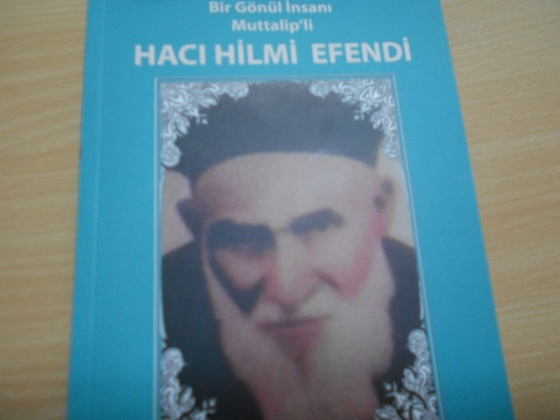 Bir Gönül İnsanı
Muttalip'li
HACI HİLMİ EFENDİ